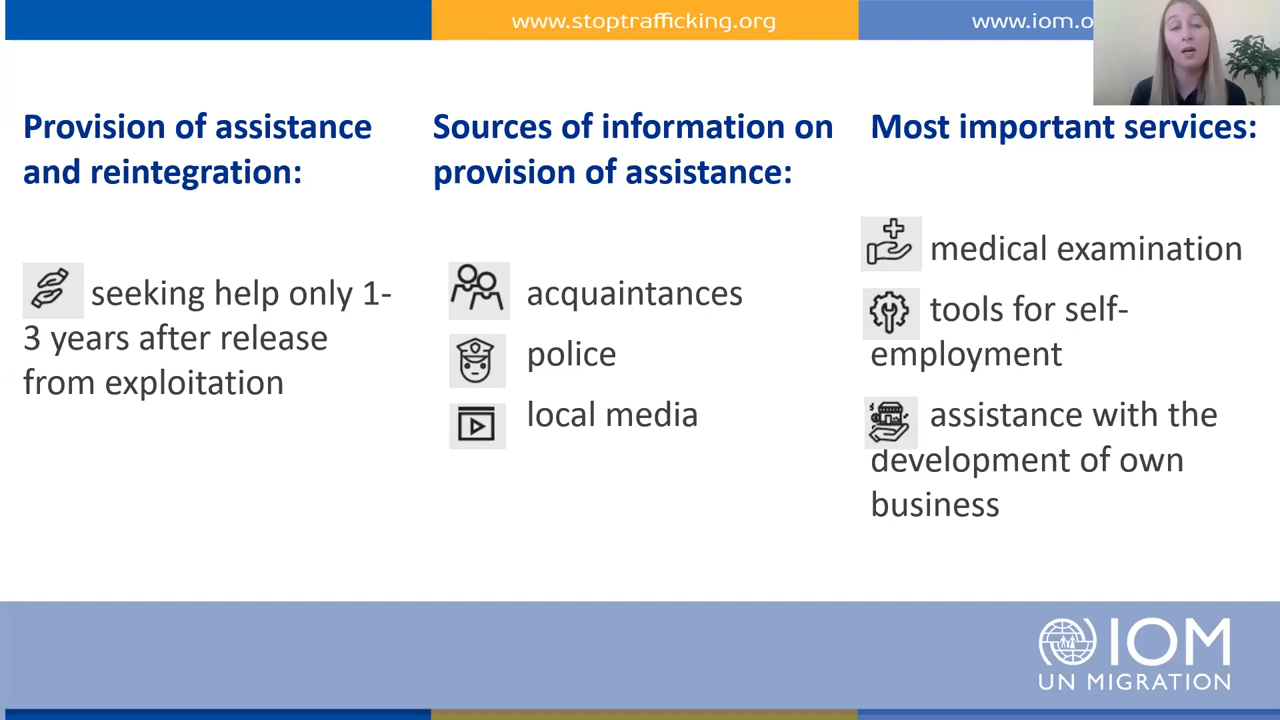 www.stoptrafficking.org
www.iom.o
Provision of assistance
and reintegration:
seeking help only 1-
3 years after release
from exploitation
Sources of information on
provision of assistance:
acquaintances
police
local media
Most important services:
medical examination
tools for self-
employment
assistance with the
development of own
business
IOM
UN MIGRATION